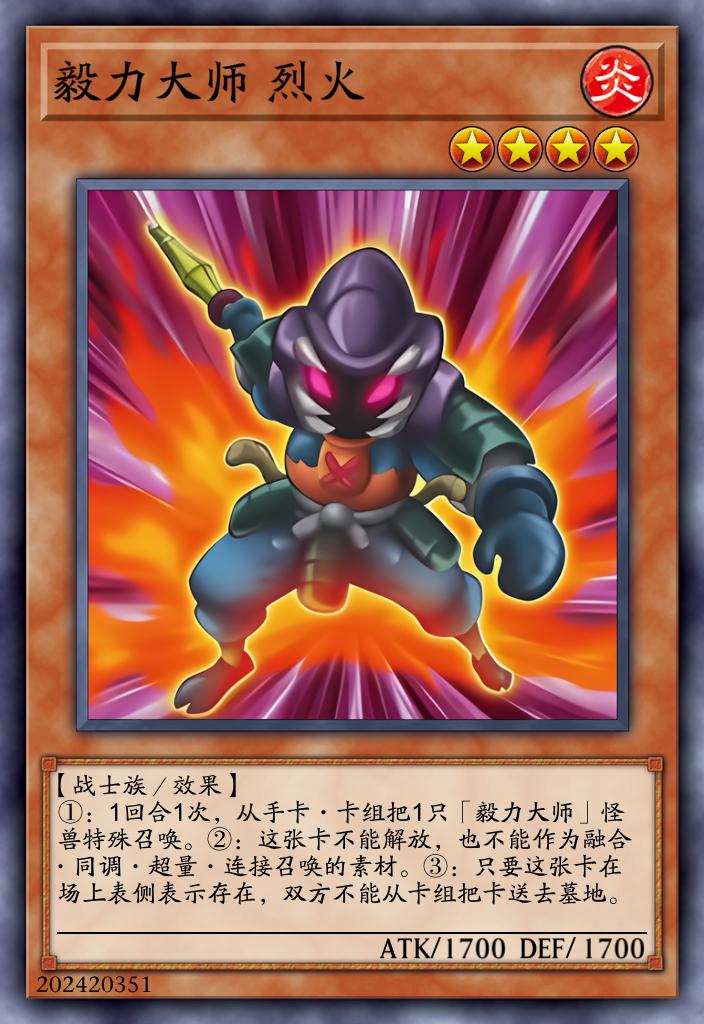 毅力大师 烈火
炎
【战士族／效果】
①：1回合1次，从手卡·卡组把1只「毅力大师」怪
兽特殊召唤。②：这张卡不能解放，也不能作为融合
·同调·超量·连接召唤的素材。③：只要这张卡在
场上表侧表示存在，双方不能从卡组把卡送去墓地。
ATK/1700 DEF/1700
202420351